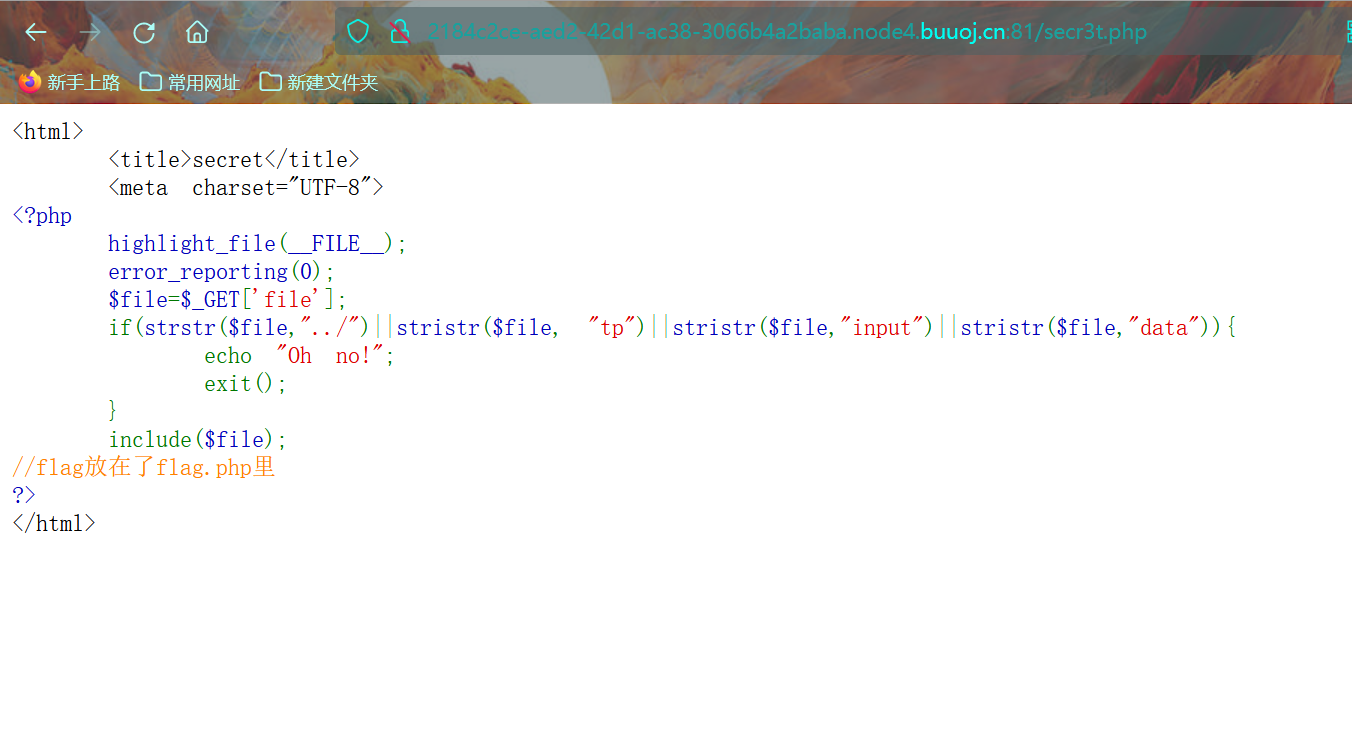 2184c2ce-aed2-42d1-ac38-3066b4a2baba.node4.buuoj.cn:81/secr3t.php
新手上路 常用网址 新建文件夹
<html>
<title>secret</title>
<meta charset="UTF-8">
<?php
highlight_file(__FILE__);
error_reporting(0);
$file=$_GET['file'];
if(strstr($file,"../")||stristr($file, "tp")||stristr($file,"input")||stristr($file,"data")){
echo "Oh no!";
exit();
}
include($file);
//flag放在了flag.php里
?>
</html>